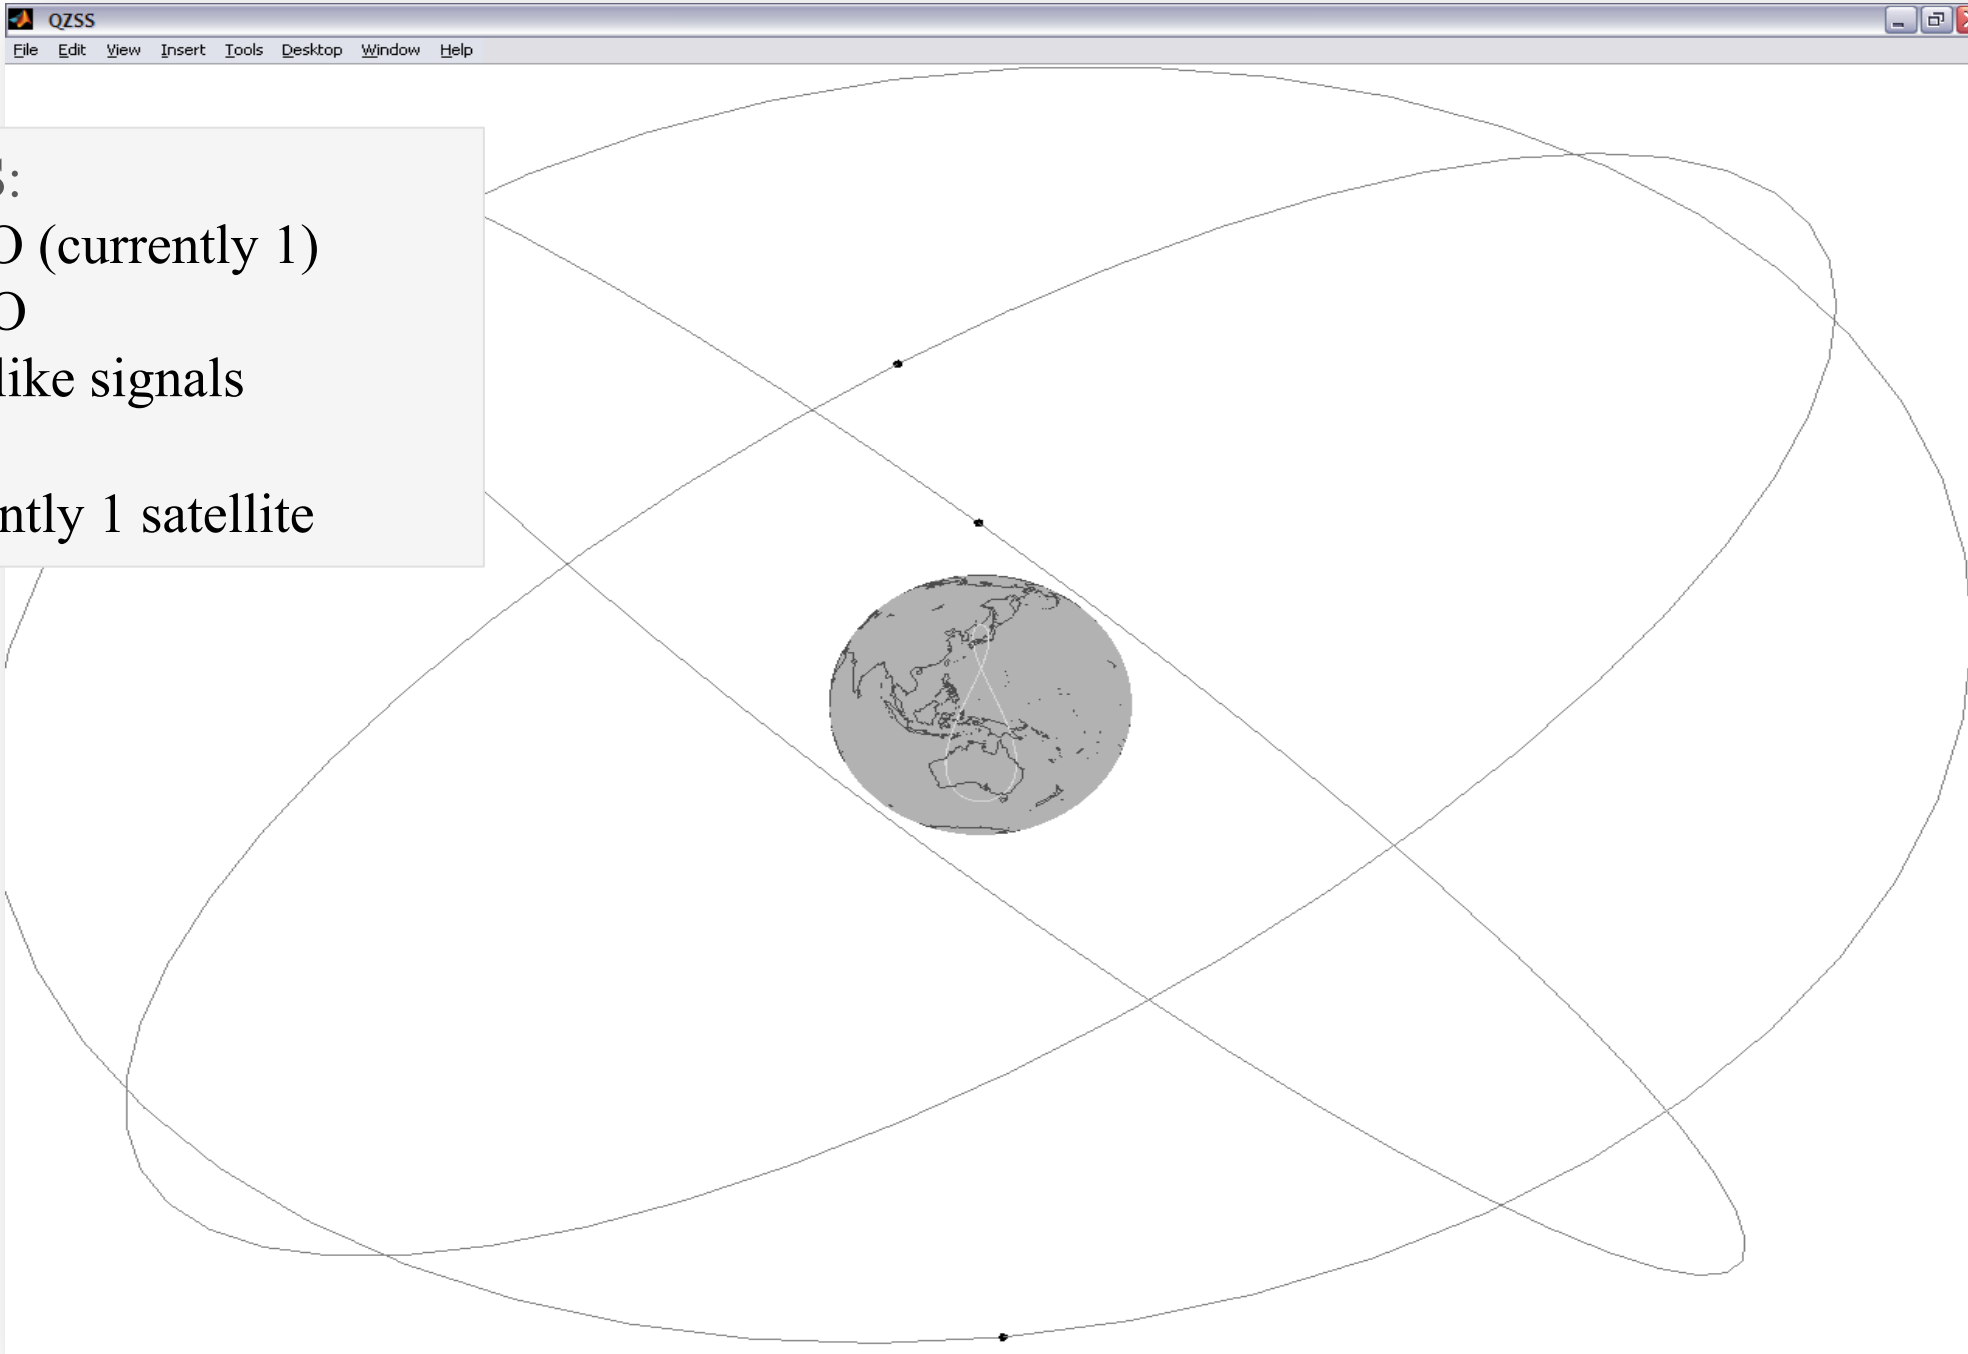 QZSS
File Edit View Insert Tools Desktop Window Help
S:
O (currently 1)
O
like signals
ntly 1 satellite